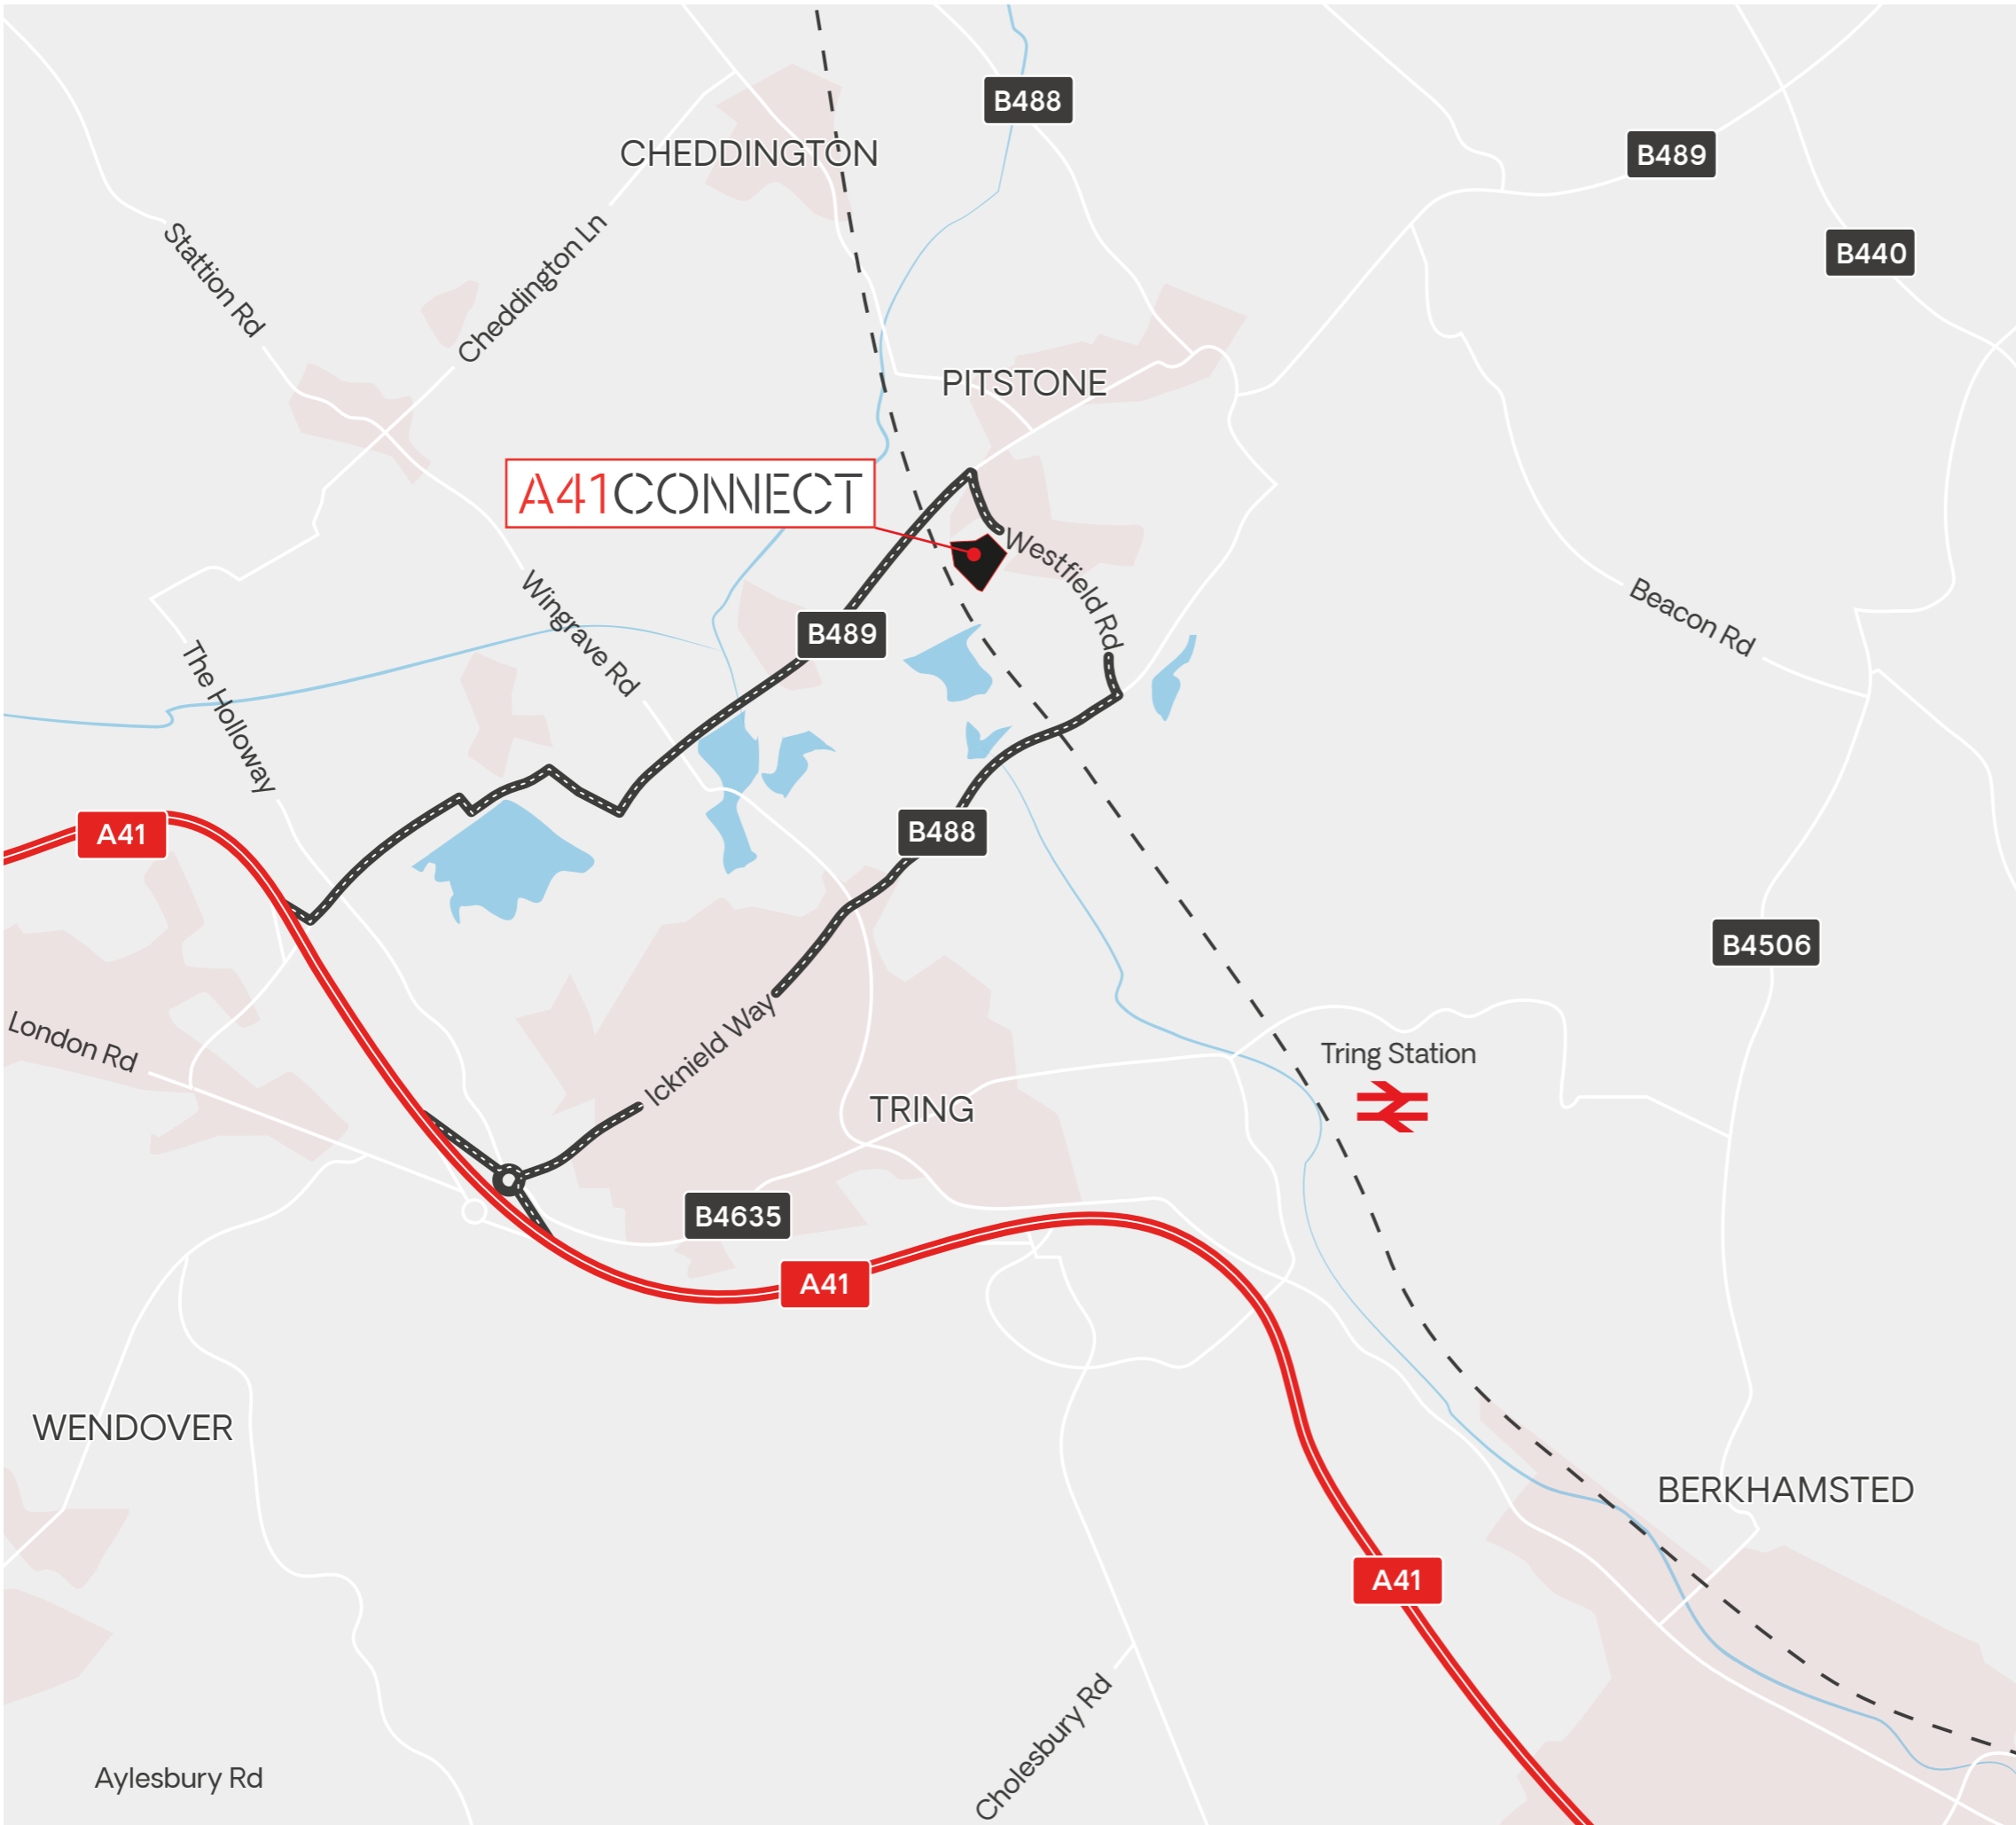 B488
CHEDDINGTON
B489
B440
Stattion Rd
Cheddington Ln
PITSTONE
A41CONNECT
Westfield Rd
Wingrave Rd
B489
Beacon Rd
The Holloway
A41
B488
B4506
London Rd
Icknield Way
Tring Station
TRING
B4635
A41
WENDOVER
BERKHAMSTED
A41
Cholesbury Rd
Aylesbury Rd